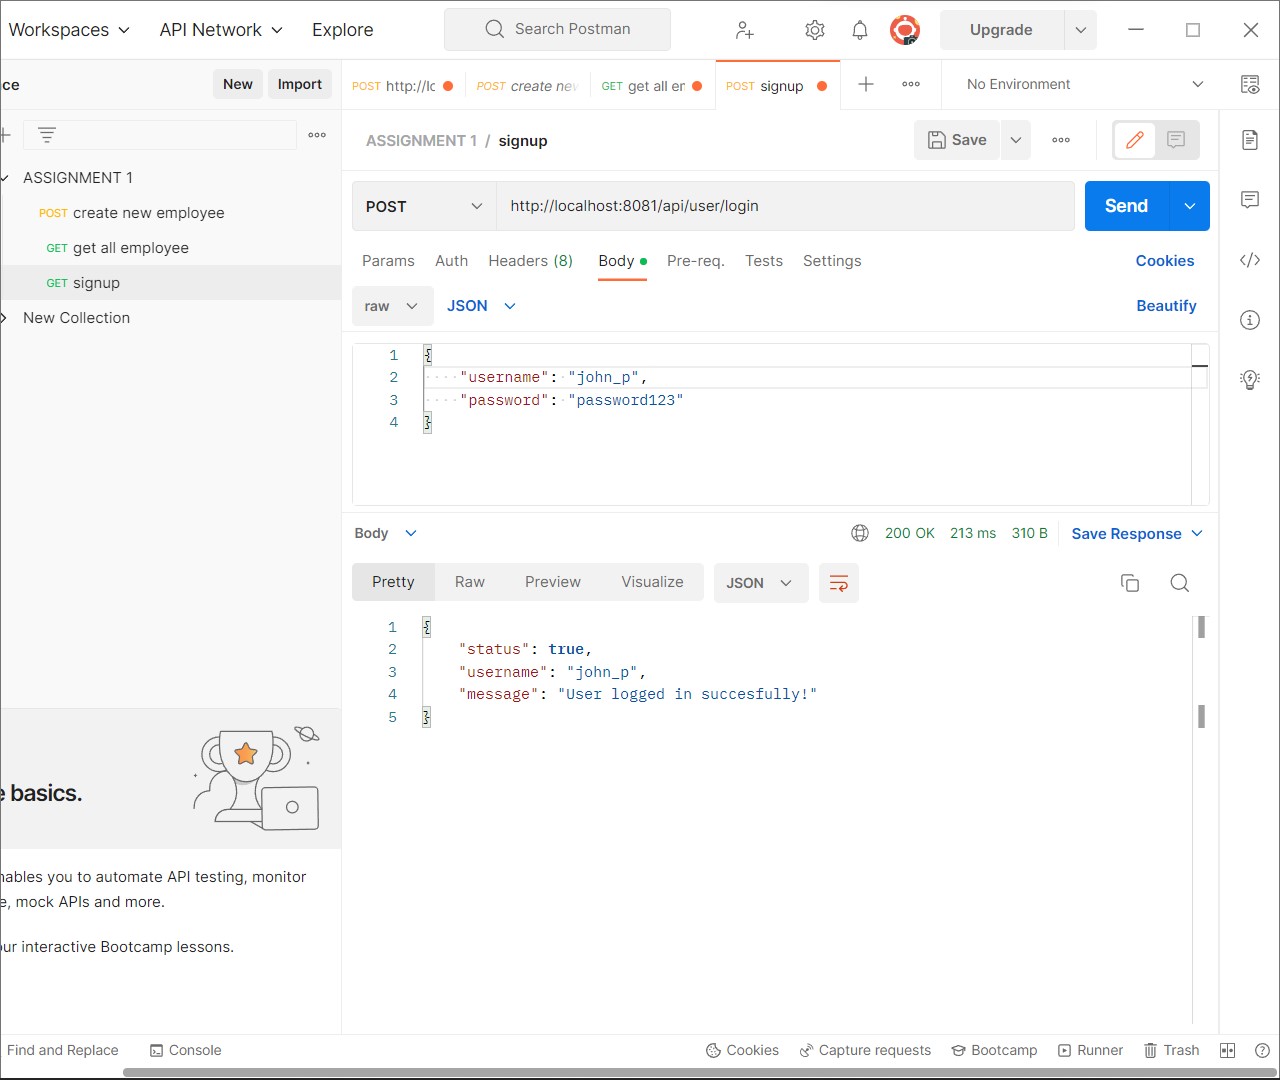 Workspaces API Network Explore Search Postman Upgrade
ce New Import POST http://lc POST create nev GET get all er POST signup No Environment
ASSIGNMENT 1 / signup Save
ASSIGNMENT 1
POST create new employee
GET get all employee
GET signup
New Collection
POST http://localhost:8081/api/user/login Send
Params Auth Headers (8) Body Pre-req. Tests Settings Cookies
raw JSON Beautify
1 {
2 "username": "john_p",
3 "password": "password123"
4 }
Body 200 OK 213 ms 310 B Save Response
Pretty Raw Preview Visualize JSON
1 {
2 "status": true,
3 "username": "john_p",
4 "message": "User logged in succesfully!"
5 }
e basics.
nables you to automate API testing, monitor
e, mock APIs and more.
our interactive Bootcamp lessons.
Find and Replace Console Cookies Capture requests Bootcamp Runner Trash